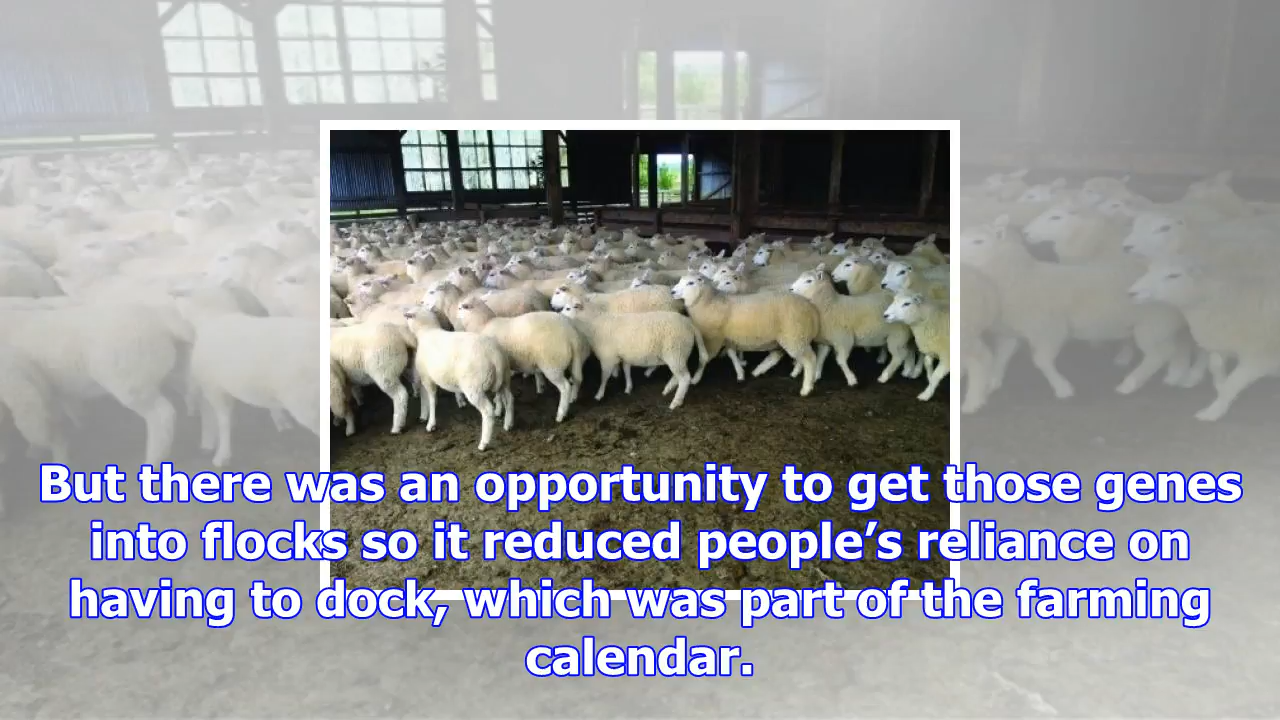 But there was an opportunity to get those genes
into flocks so it reduced people’s reliance on
having to dock, which was part of the farming
calendar.